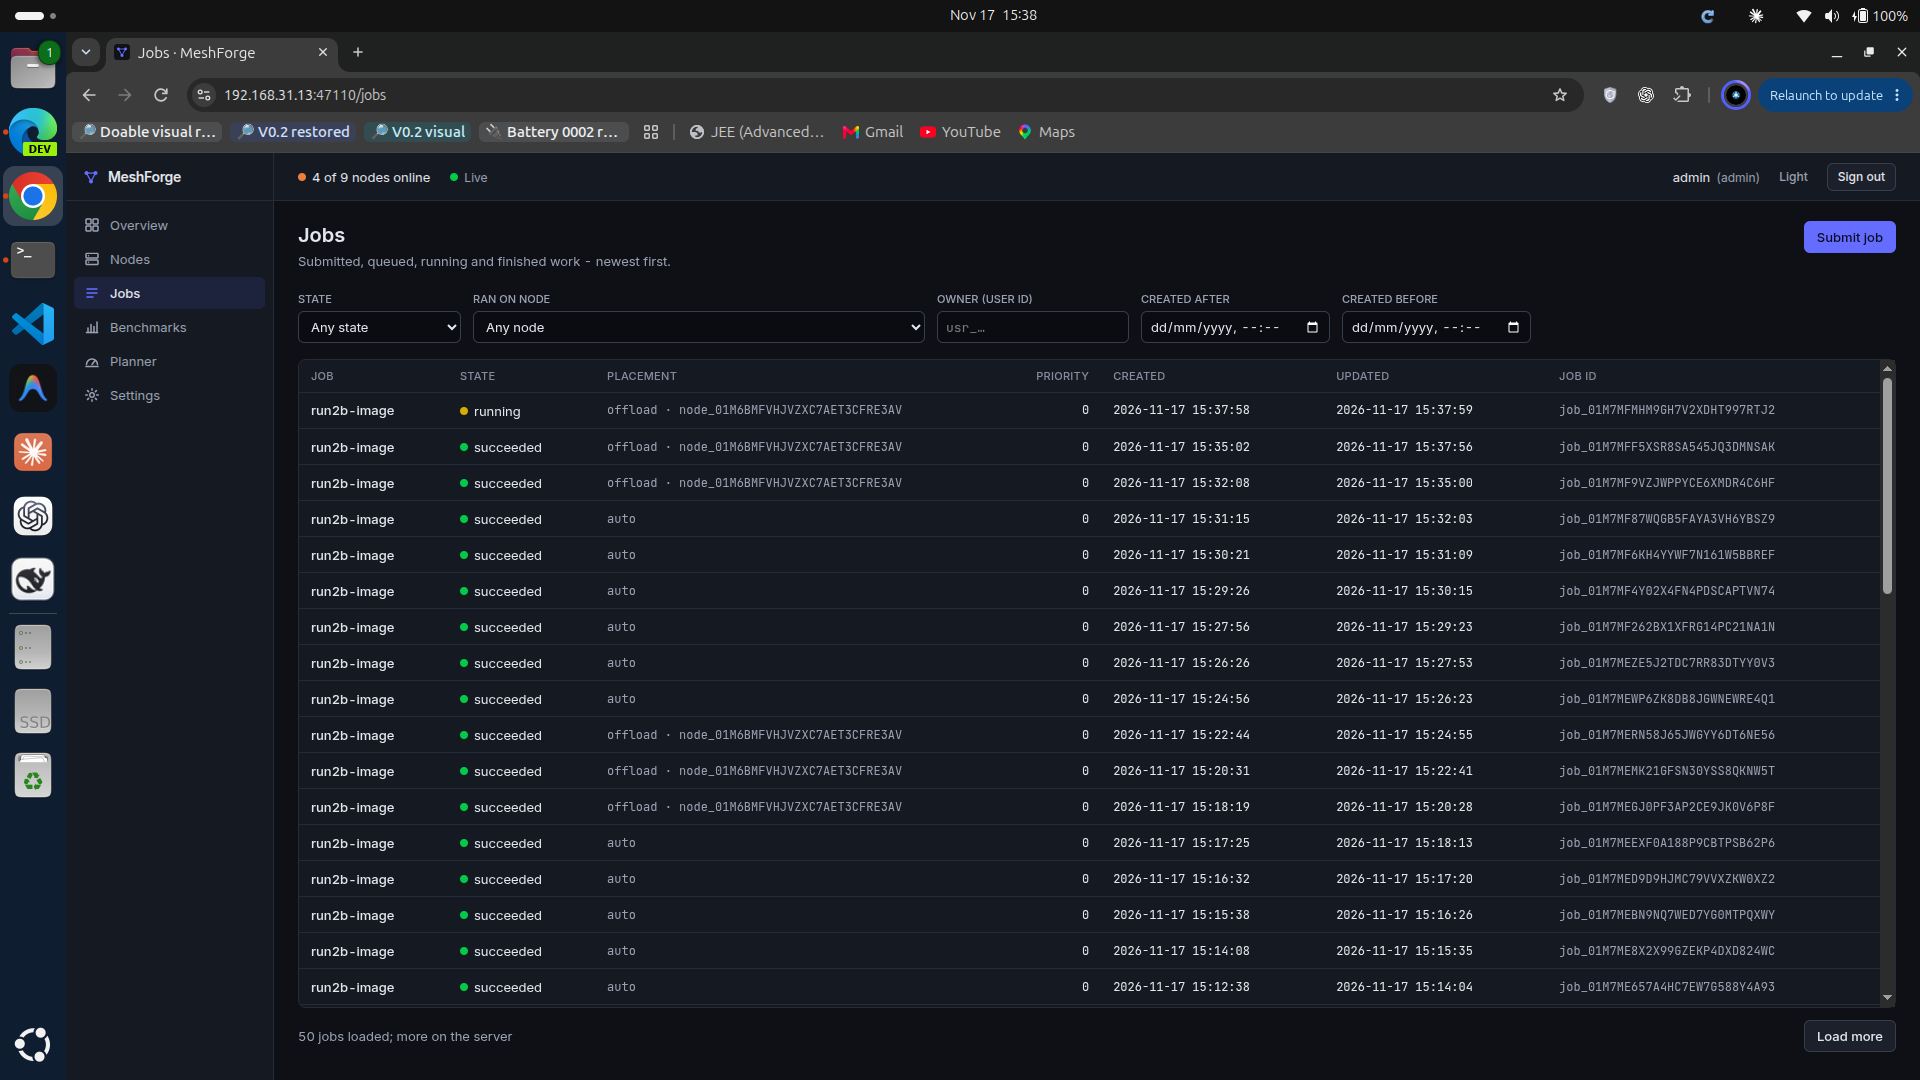 Nov 17 15:38
100%
1
Jobs · MeshForge
192.168.31.13:47110/jobs
Relaunch to update
Doable visual r...
V0.2 restored
V0.2 visual
Battery 0002 r...
JEE (Advanced...
Gmail
YouTube
Maps
DEV
>_
SSD
MeshForge
4 of 9 nodes online
Live
admin (admin)
Light
Sign out
Overview
Nodes
Jobs
Benchmarks
Planner
Settings
Jobs
Submit job
Submitted, queued, running and finished work - newest first.
STATE RAN ON NODE OWNER (USER ID) CREATED AFTER CREATED BEFORE
Any state Any node usr_… dd/mm/yyyy, --:-- dd/mm/yyyy, --:--
JOB STATE PLACEMENT PRIORITY CREATED UPDATED JOB ID
run2b-image running offload · node_01M6BMFVHJVZXC7AET3CFRE3AV 0 2026-11-17 15:37:58 2026-11-17 15:37:59 job_01M7MFMHM9GH7V2XDHT997RTJ2
run2b-image succeeded offload · node_01M6BMFVHJVZXC7AET3CFRE3AV 0 2026-11-17 15:35:02 2026-11-17 15:37:56 job_01M7MFF5XSR8SA545JQ3DMNSAK
run2b-image succeeded offload · node_01M6BMFVHJVZXC7AET3CFRE3AV 0 2026-11-17 15:32:08 2026-11-17 15:35:00 job_01M7MF9VZJWPPYCE6XMDR4C6HF
run2b-image succeeded auto 0 2026-11-17 15:31:15 2026-11-17 15:32:03 job_01M7MF87WQGB5FAYA3VH6YBSZ9
run2b-image succeeded auto 0 2026-11-17 15:30:21 2026-11-17 15:31:09 job_01M7MF6KH4YYWF7N161W5BBREF
run2b-image succeeded auto 0 2026-11-17 15:29:26 2026-11-17 15:30:15 job_01M7MF4Y02X4FN4PDSCAPTVN74
run2b-image succeeded auto 0 2026-11-17 15:27:56 2026-11-17 15:29:23 job_01M7MF262BX1XFRG14PC21NA1N
run2b-image succeeded auto 0 2026-11-17 15:26:26 2026-11-17 15:27:53 job_01M7MEZE5J2TDC7RR83DTYY0V3
run2b-image succeeded auto 0 2026-11-17 15:24:56 2026-11-17 15:26:23 job_01M7MEWP6ZK8DB8JGWNEWRE4Q1
run2b-image succeeded offload · node_01M6BMFVHJVZXC7AET3CFRE3AV 0 2026-11-17 15:22:44 2026-11-17 15:24:55 job_01M7MERN58J65JWGYY6DT6NE56
run2b-image succeeded offload · node_01M6BMFVHJVZXC7AET3CFRE3AV 0 2026-11-17 15:20:31 2026-11-17 15:22:41 job_01M7MEMK21GFSN30YSS8QKNW5T
run2b-image succeeded offload · node_01M6BMFVHJVZXC7AET3CFRE3AV 0 2026-11-17 15:18:19 2026-11-17 15:20:28 job_01M7MEGJ0PF3AP2CE9JK0V6P8F
run2b-image succeeded auto 0 2026-11-17 15:17:25 2026-11-17 15:18:13 job_01M7MEEXF0A188P9CBTPSB62P6
run2b-image succeeded auto 0 2026-11-17 15:16:32 2026-11-17 15:17:20 job_01M7MED9D9HJMC79VVXZKW0XZ2
run2b-image succeeded auto 0 2026-11-17 15:15:38 2026-11-17 15:16:26 job_01M7MEBN9NQ7WED7YG0MTPQXWY
run2b-image succeeded auto 0 2026-11-17 15:14:08 2026-11-17 15:15:35 job_01M7ME8X2X99GZEKP4DXD824WC
run2b-image succeeded auto 0 2026-11-17 15:12:38 2026-11-17 15:14:04 job_01M7ME657A4HC7EW7G588Y4A93
50 jobs loaded; more on the server
Load more